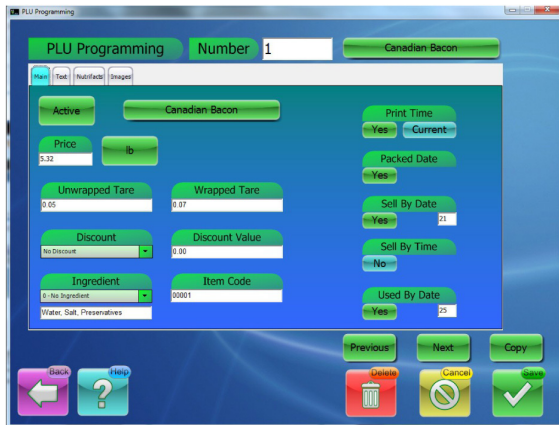 PLU Programming
PLU Programming Number 1 Canadian Bacon
Main Text Nutrifacts Images
Active Canadian Bacon
Print Time
Yes Current
Price
5.32 lb
Packed Date
Yes
Unwrapped Tare Wrapped Tare
0.05 0.07
Sell By Date
Yes 21
Discount Discount Value
No Discount 0.00
Sell By Time
No
Ingredient Item Code
0 - No Ingredient 00001
Water, Salt, Preservatives
Used By Date
Yes 25
Previous Next Copy
Back Help Delete Cancel Save